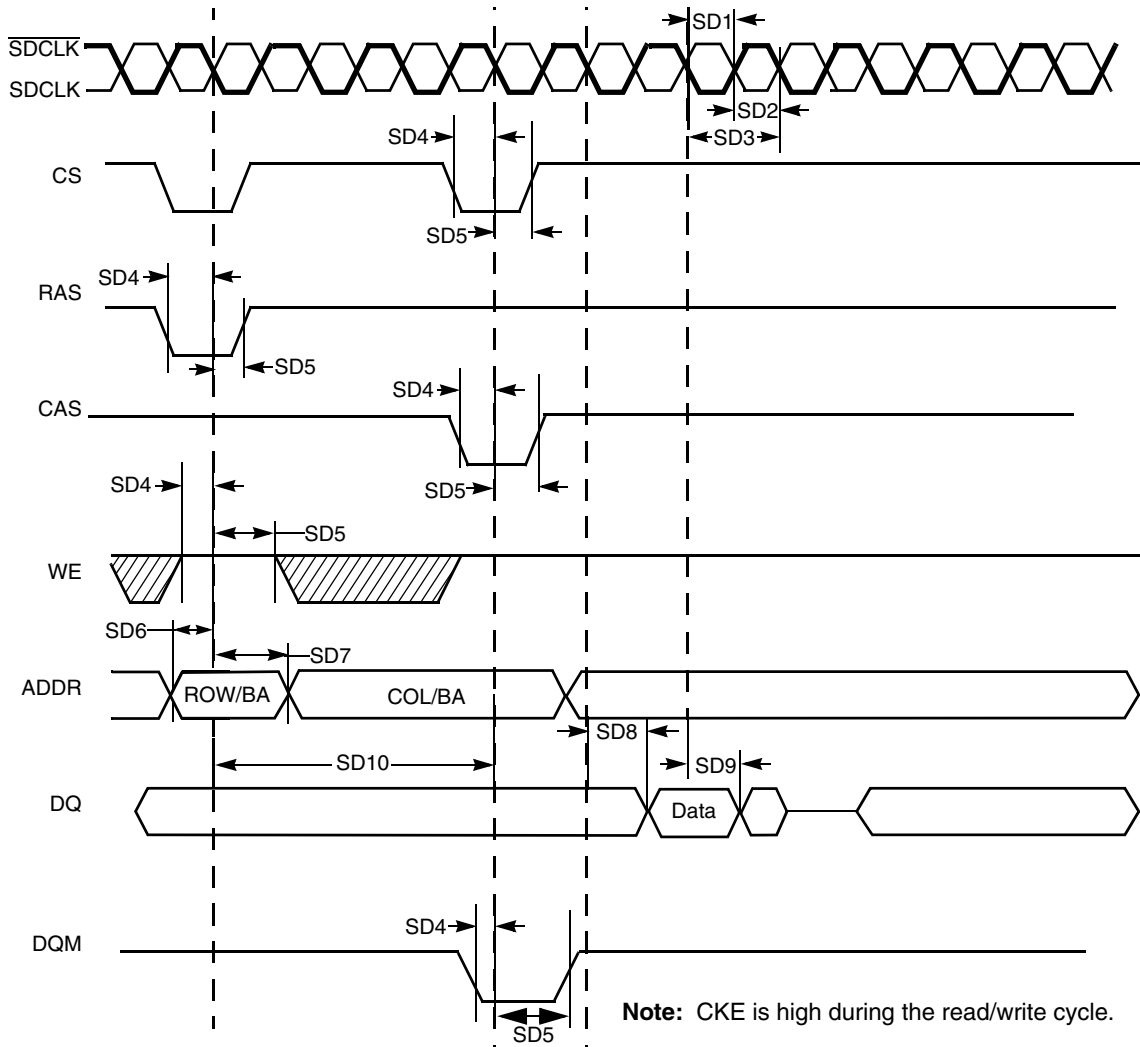 SD1
SDCLK
SDCLK
SD2
SD4
SD3
CS
SD5
SD4
RAS
SD5
SD4
CAS
SD4
SD5
SD5
WE
SD6
SD7
ADDR
ROW/BA
COL/BA
SD8
SD10
SD9
DQ
Data
SD4
DQM
Note: CKE is high during the read/write cycle.
SD5